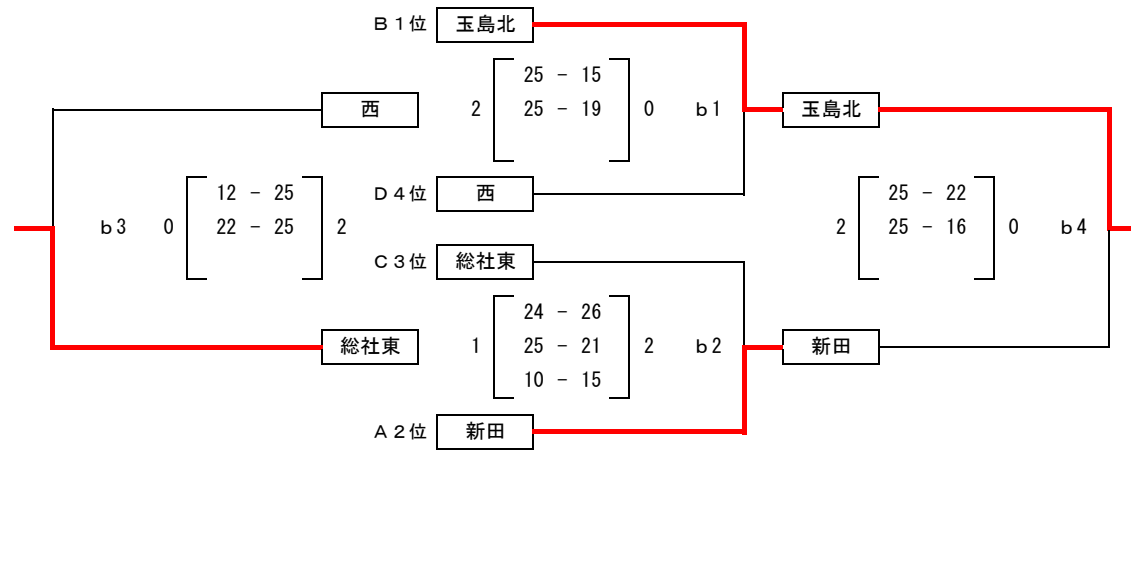 Ｂ１位 玉島北
25 － 15
西 2 25 － 19 0 ｂ1 玉島北
Ｄ４位 西
12 － 25 25 － 22
ｂ3 0 22 － 25 2 2 25 － 16 0 ｂ4
Ｃ３位 総社東
24 － 26
総社東 1 25 － 21 2 ｂ2 新田
10 － 15
Ａ２位 新田